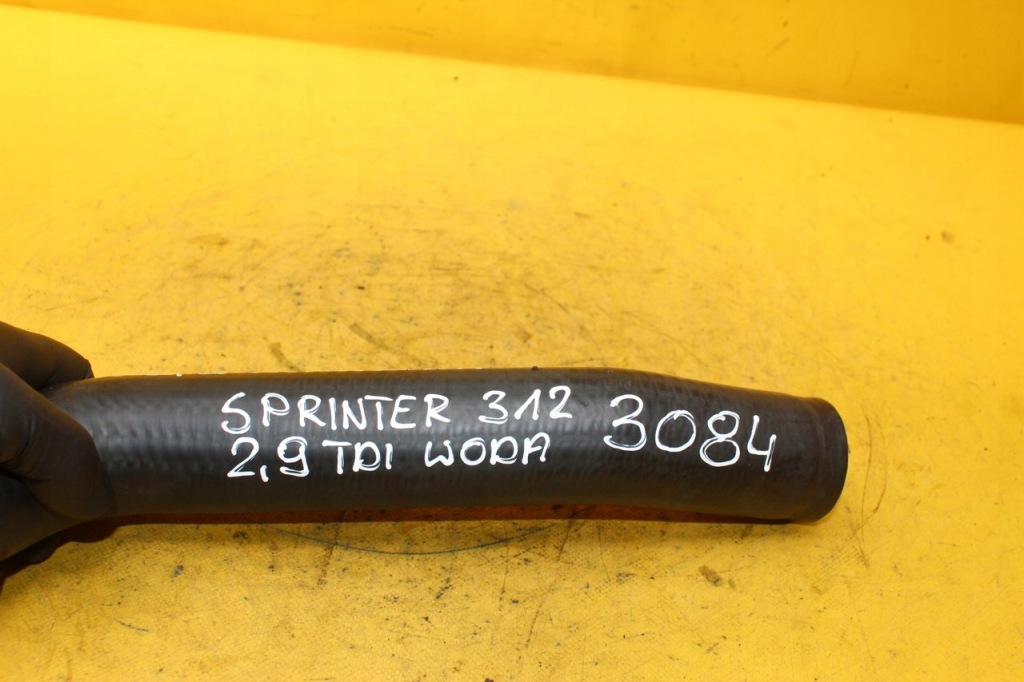 SPRINTER 312
2,9 TDI WODA
3084